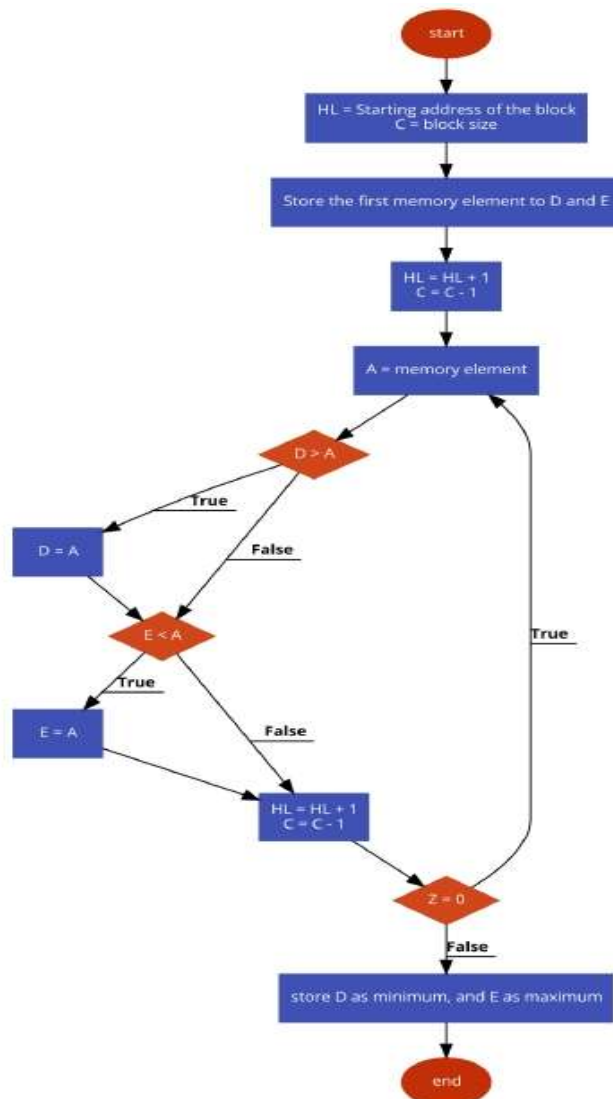 start
HL = Starting address of the block
C = block size
Store the first memory element to D and E
HL = HL + 1
C = C - 1
A = memory element
D > A
True
D = A
False
E < A
True
True
E = A
False
HL = HL + 1
C = C - 1
Z = 0
False
store D as minimum, and E as maximum
end